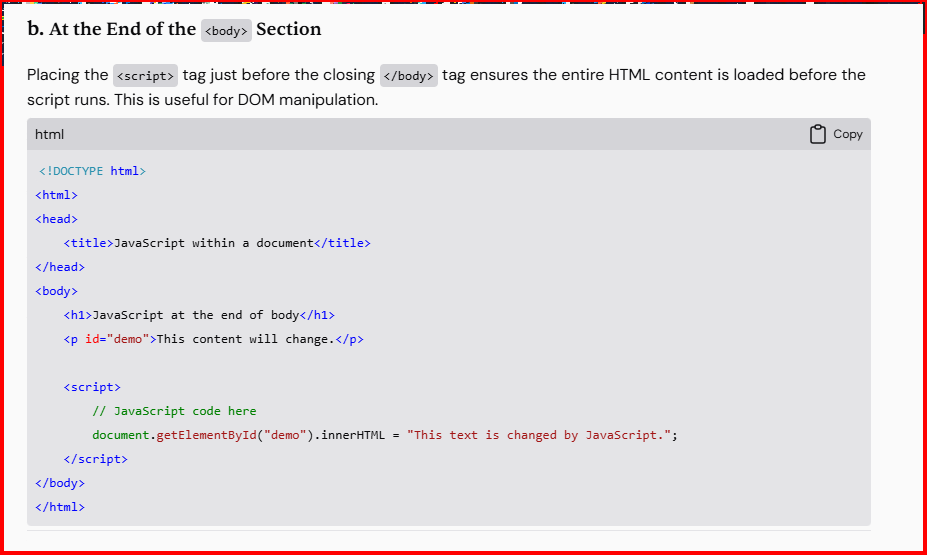 b. At the End of the <body> Section
Placing the <script> tag just before the closing </body> tag ensures the entire HTML content is loaded before the
script runs. This is useful for DOM manipulation.
html
Copy
<!DOCTYPE html>
<html>
<head>
    <title>JavaScript within a document</title>
</head>
<body>
    <h1>JavaScript at the end of body</h1>
    <p id="demo">This content will change.</p>

    <script>
        // JavaScript code here
        document.getElementById("demo").innerHTML = "This text is changed by JavaScript.";
    </script>
</body>
</html>